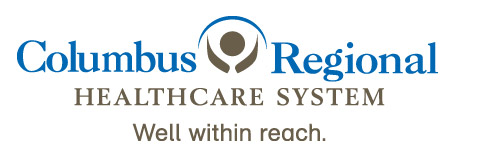 Columbus Regional
HEALTHCARE SYSTEM
Well within reach.